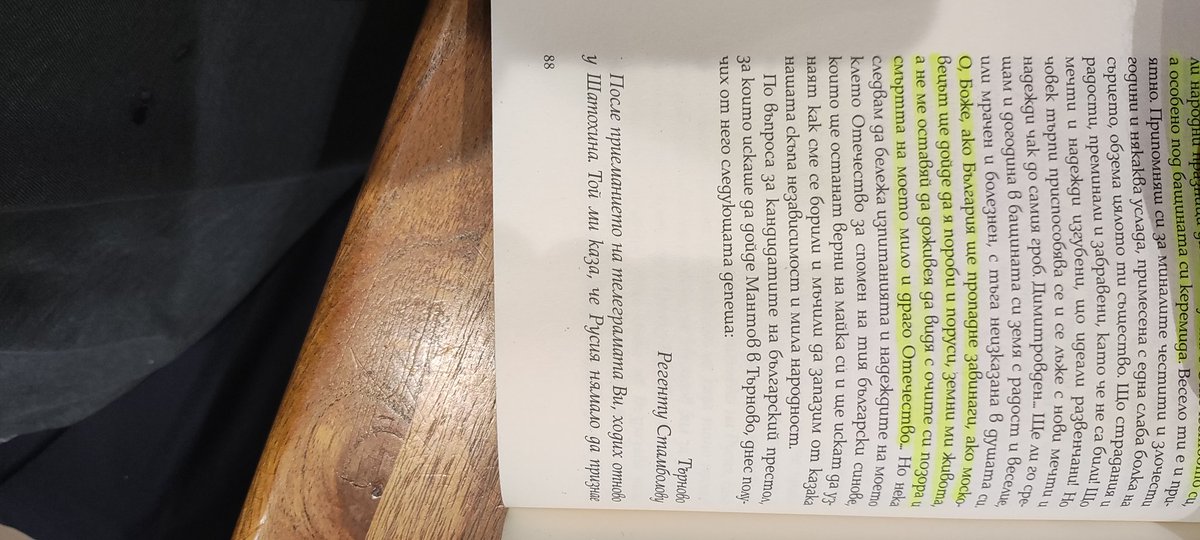 а особено под бащината си керемида. Весело ти е и при-
ятно. Припомняш си за миналите честити и злочести
години и някаква услада, примесена с една слаба болка на
сърцето, обзема цялото ти същество. Що страдания и
радости, преминали и забравени, като че не са били! Що
мечти и надежди изгубени, що идеали развенчани! Но
човек търпи, приспособява се и се лъже с нови мечти и
надежди чак до самия гроб. Димитровден... Ще ли го сре-
щам и догодина в бащината си земя с радост и веселие
или мрачен и болезнен, с тъга неизказана в душата си,
О, Боже, ако България ще пропадне завинаги, ако моско-
вецът ще дойде да я пороби и поруси, земни ми живота,
а не ме оставяй да доживея да видя с очите си позора и
смъртта на моето мило и драго Отечество.. Но нека
следвам да бележа изпитанията и надеждите на моето
клето Отечество за спомен на тия български синове,
които ще останат верни на майка си и ще искат да уз-
наят как сме се борили и мъчили да запазим от казака
нашата скъпа независимост и мила народност.
По въпроса за кандидатите на българский престол,
за които искаше да дойде Мантов в Търново, днес полу-
чих от него следующата депеша:
Търново
Регенту Стамболову
После приеманието на телеграмата Ви, ходих отново
у Шатохина. Той ми каза, че Русия нямало да признае
88